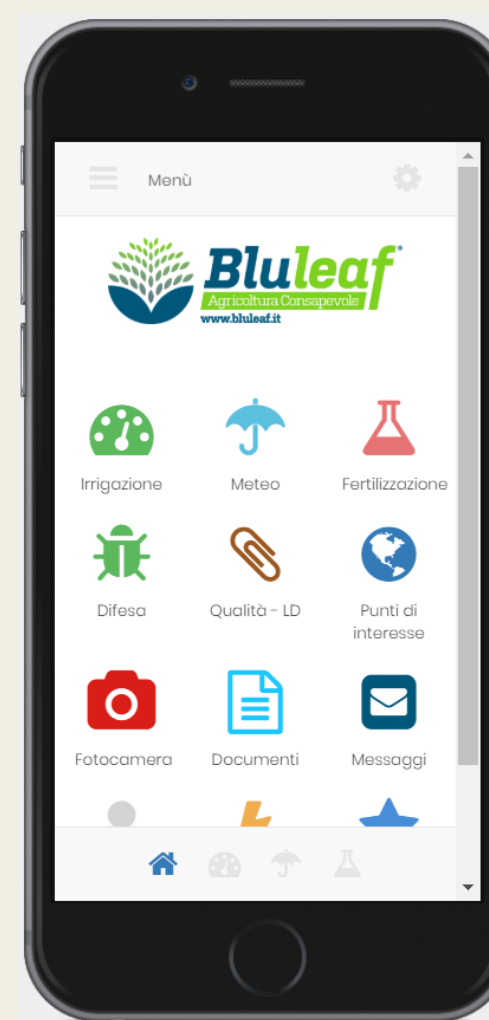 Menù
Bluleaf®
Agricoltura Consapevole
www.bluleaf.it
Irrigazione
Meteo
Fertilizzazione
Difesa
Qualità - LD
Punti di
interesse
Fotocamera
Documenti
Messaggi